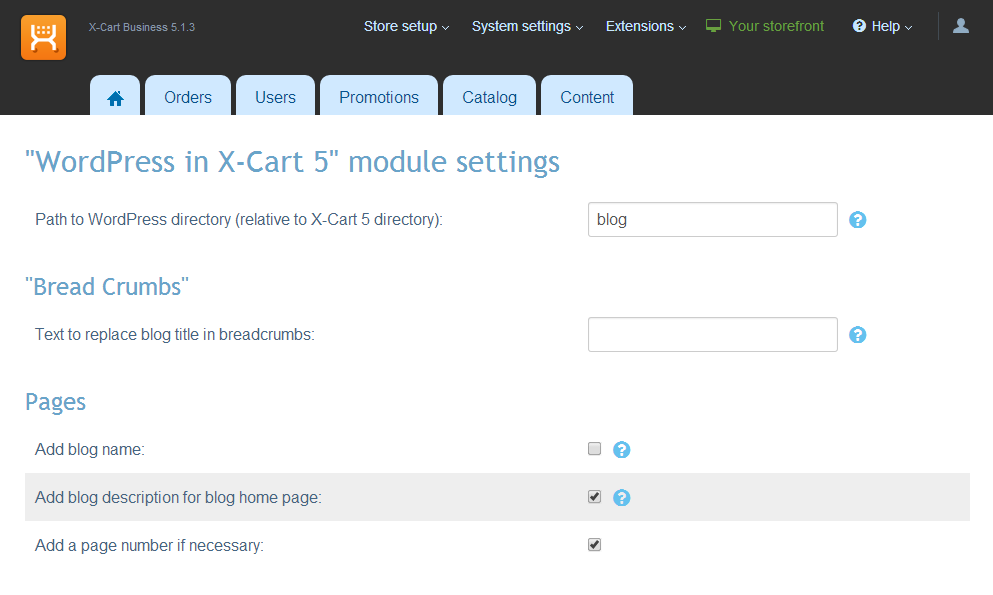 X-Cart Business 5.1.3
Store setup System settings Extensions Your storefront Help
Orders Users Promotions Catalog Content
"WordPress in X-Cart 5" module settings
Path to WordPress directory (relative to X-Cart 5 directory): blog
"Bread Crumbs"
Text to replace blog title in breadcrumbs:
Pages
Add blog name:
Add blog description for blog home page:
Add a page number if necessary: